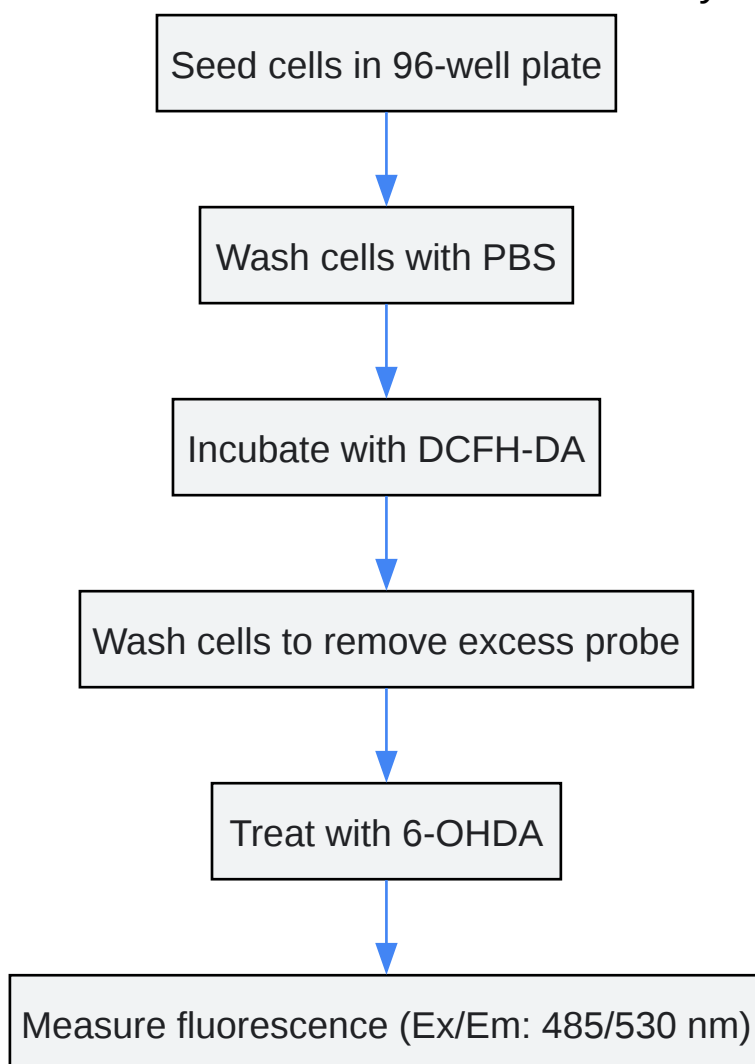 Seed cells in 96-well plate
Wash cells with PBS
Incubate with DCFH-DA
Wash cells to remove excess probe
Treat with 6-OHDA
Measure fluorescence (Ex/Em: 485/530 nm)